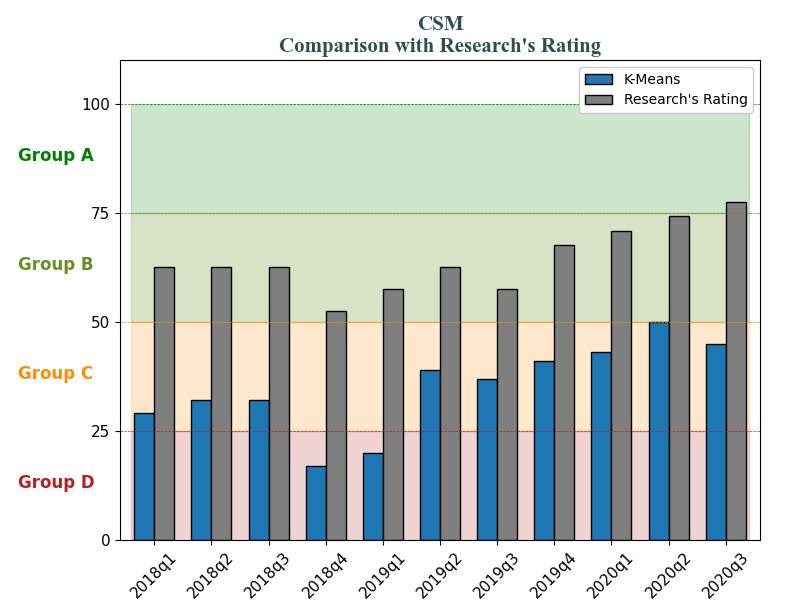 CSM
Comparison with Research's Rating
K-Means
Research's Rating
100
Group A
75
Group B
50
Group C
25
Group D
0
2018q1
2018q2
2018q3
2018q4
2019q1
2019q2
2019q3
2019q4
2020q1
2020q2
2020q3